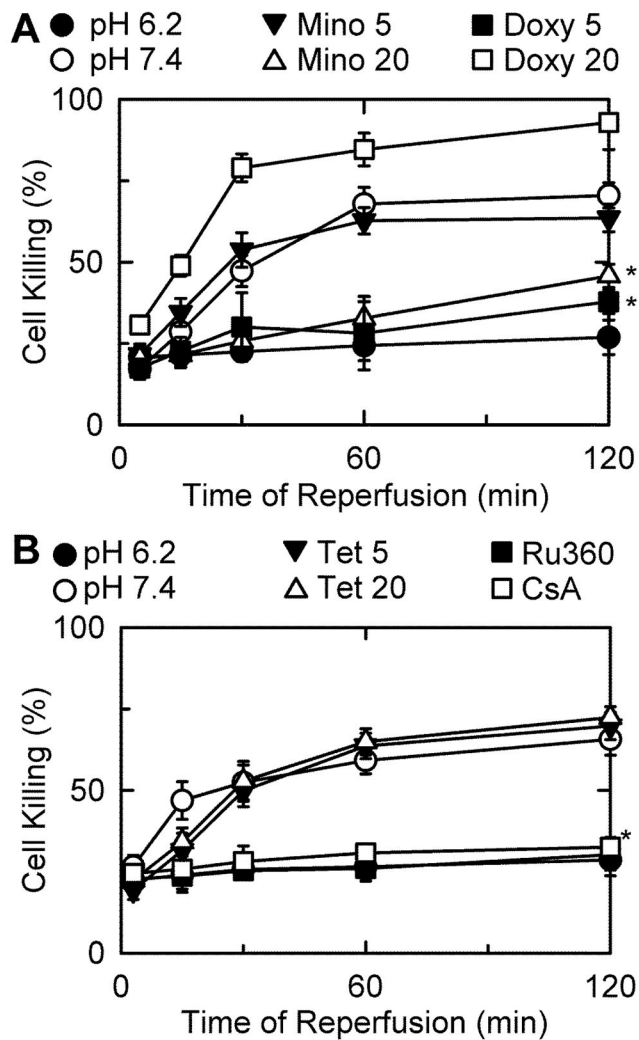 A
pH 6.2 Mino 5 Doxy 5
pH 7.4 Mino 20 Doxy 20
100
50
0
Cell Killing (%)
*
*
0 60 120
Time of Reperfusion (min)
B
pH 6.2 Tet 5 Ru360
pH 7.4 Tet 20 CsA
100
50
0
Cell Killing (%)
*
0 60 120
Time of Reperfusion (min)